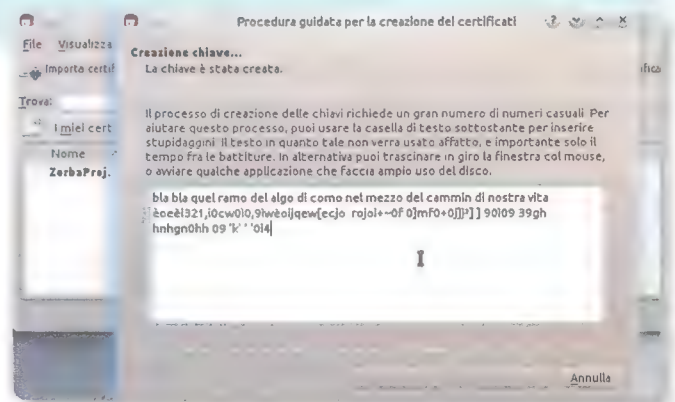 Procedura guidata per la creazione dei certificati
File Visualizza
Creazione chiave...
Importa certif
La chiave è stata creata.
ifica
Trova:
Il processo di creazione delle chiavi richiede un gran numero di numeri casuali. Per
aiutare questo processo, puoi usare la casella di testo sottostante per inserire
stupidaggini. Il testo in quanto tale non verrà usato affatto, è importante solo il
tempo fra le battiture. In alternativa puoi trascinare in giro la finestra col mouse,
o avviare qualche applicazione che faccia ampio uso del disco.
I miei cert
Nome
ZerbaProj.
bla bla quel ramo del algo di como nel mezzo del cammin di nostra vita
hnhgn0hh 09 'k' ' '0i4
Annulla